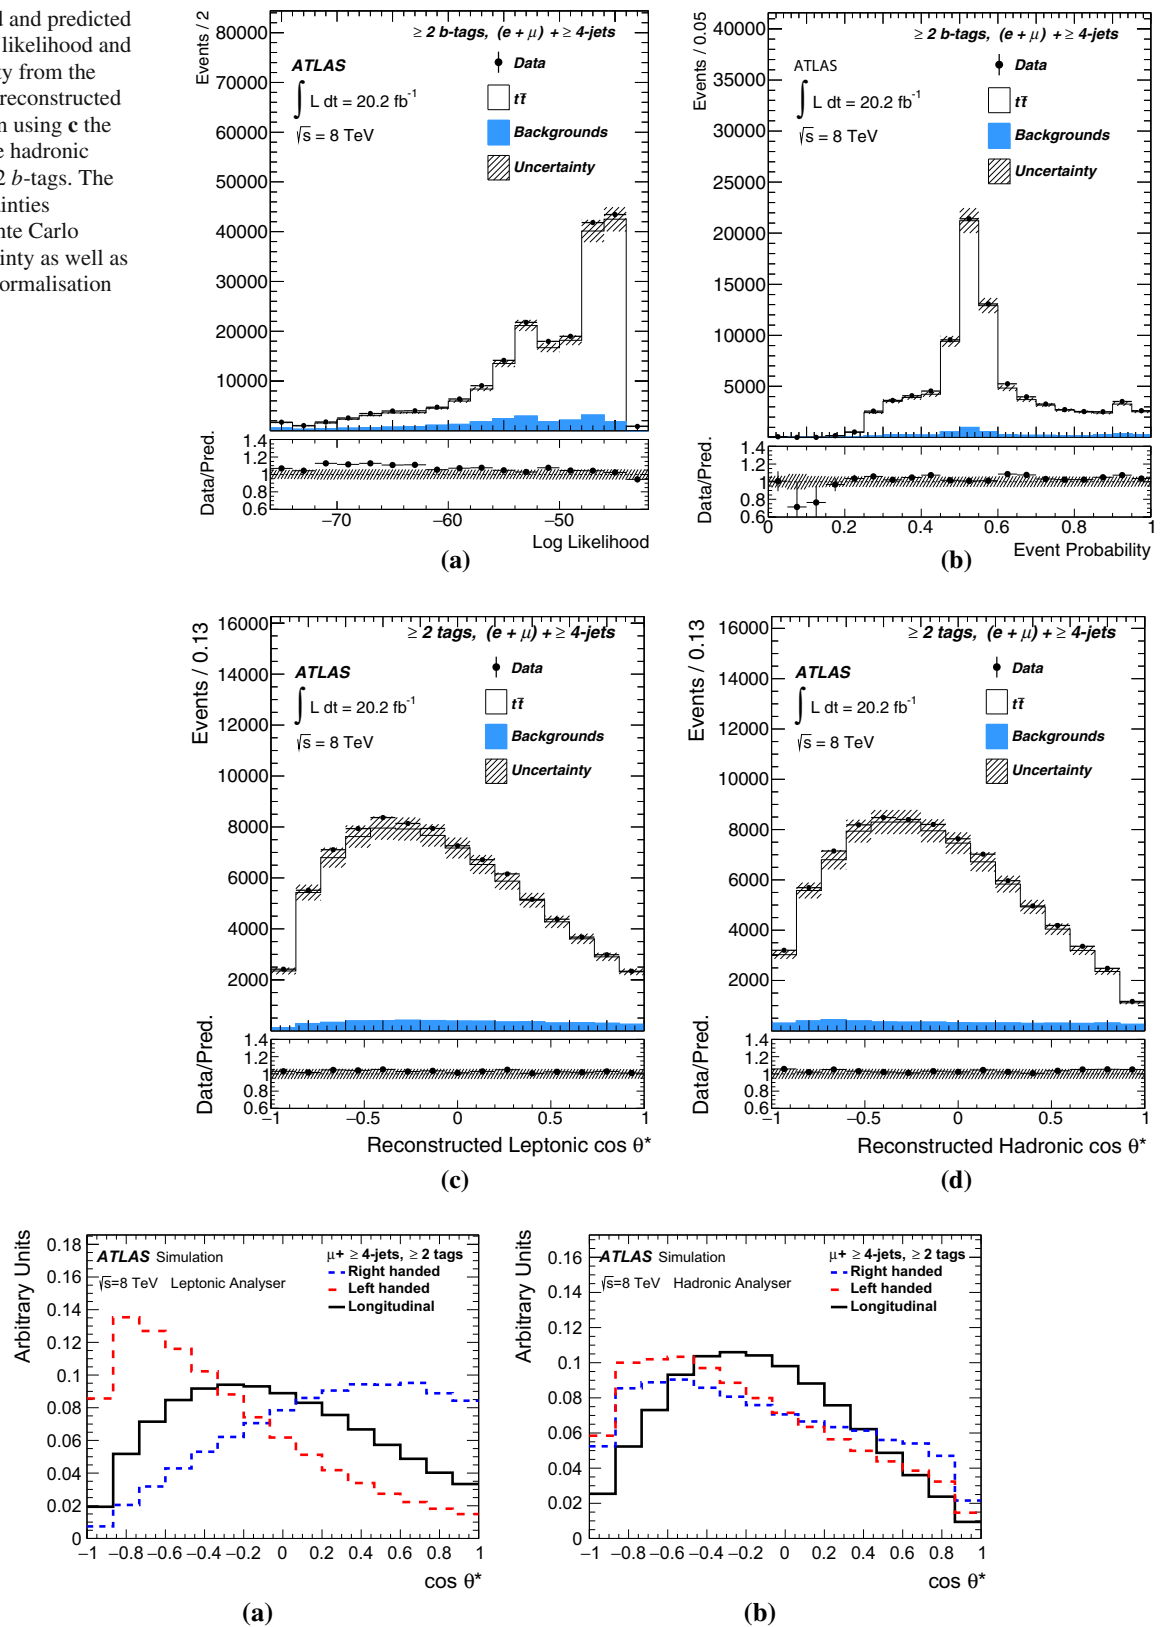 d and predicted
likelihood and
ty from the
reconstructed
n using c the
e hadronic
2 b-tags. The
ainties
nte Carlo
inty as well as
ormalisation
Events / 2
80000
70000
60000
50000
40000
30000
20000
10000
≥ 2 b-tags, (e + μ) + ≥ 4-jets
ATLAS
∫ L dt = 20.2 fb⁻¹
√s = 8 TeV
Data
tt̄
Backgrounds
Uncertainty
Data/Pred.
1.4
1.2
1
0.8
0.6
−70 −60 −50
Log Likelihood
(a)
Events / 0.05
40000
35000
30000
25000
20000
15000
10000
5000
≥ 2 b-tags, (e + μ) + ≥ 4-jets
ATLAS
∫ L dt = 20.2 fb⁻¹
√s = 8 TeV
Data
tt̄
Backgrounds
Uncertainty
Data/Pred.
1.4
1.2
1
0.8
0.6
0 0.2 0.4 0.6 0.8 1
Event Probability
(b)
Events / 0.13
16000
14000
12000
10000
8000
6000
4000
2000
≥ 2 tags, (e + μ) + ≥ 4-jets
ATLAS
∫ L dt = 20.2 fb⁻¹
√s = 8 TeV
Data
tt̄
Backgrounds
Uncertainty
Data/Pred.
1.4
1.2
1
0.8
0.6
−1 −0.5 0 0.5 1
Reconstructed Leptonic cos θ*
(c)
Events / 0.13
16000
14000
12000
10000
8000
6000
4000
2000
≥ 2 tags, (e + μ) + ≥ 4-jets
ATLAS
∫ L dt = 20.2 fb⁻¹
√s = 8 TeV
Data
tt̄
Backgrounds
Uncertainty
Data/Pred.
1.4
1.2
1
0.8
0.6
−1 −0.5 0 0.5 1
Reconstructed Hadronic cos θ*
(d)
Arbitrary Units
0.18
0.16
0.14
0.12
0.1
0.08
0.06
0.04
0.02
0
ATLAS Simulation
√s=8 TeV Leptonic Analyser
μ+ ≥ 4-jets, ≥ 2 tags
Right handed
Left handed
Longitudinal
−1 −0.8 −0.6 −0.4 −0.2 0 0.2 0.4 0.6 0.8 1
cos θ*
(a)
Arbitrary Units
0.16
0.14
0.12
0.1
0.08
0.06
0.04
0.02
0
ATLAS Simulation
√s=8 TeV Hadronic Analyser
μ+ ≥ 4-jets, ≥ 2 tags
Right handed
Left handed
Longitudinal
−1 −0.8 −0.6 −0.4 −0.2 0 0.2 0.4 0.6 0.8 1
cos θ*
(b)